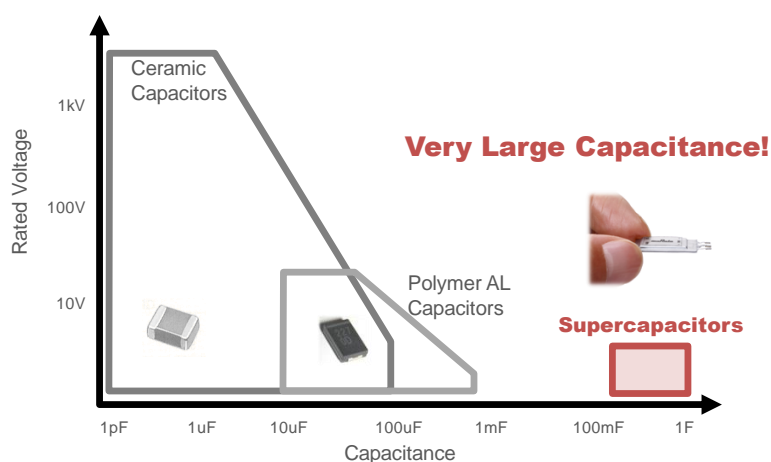 Ceramic
Capacitors
1kV
Very Large Capacitance!
Rated Voltage
100V
Polymer AL
Capacitors
10V
Supercapacitors
1pF 1uF 10uF 100uF 1mF 100mF 1F
Capacitance